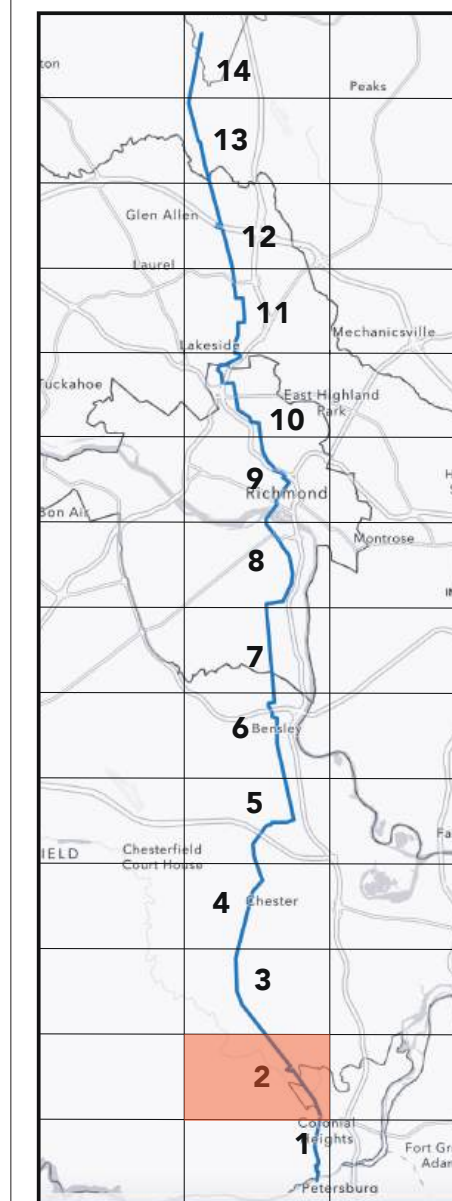 ton
14
Peaks
13
Glen Allen
12
Laurel
11
Mechanicsville
Lakeside
Tuckahoe
East Highland
Park
10
9
Richmond
Bon Air
Montrose
8
7
6
Bensley
5
Chesterfield
Court House
IELD
Fa
4
Chester
3
2
Colonial
Heights
1
Fort Gr
Adar
Petersburg